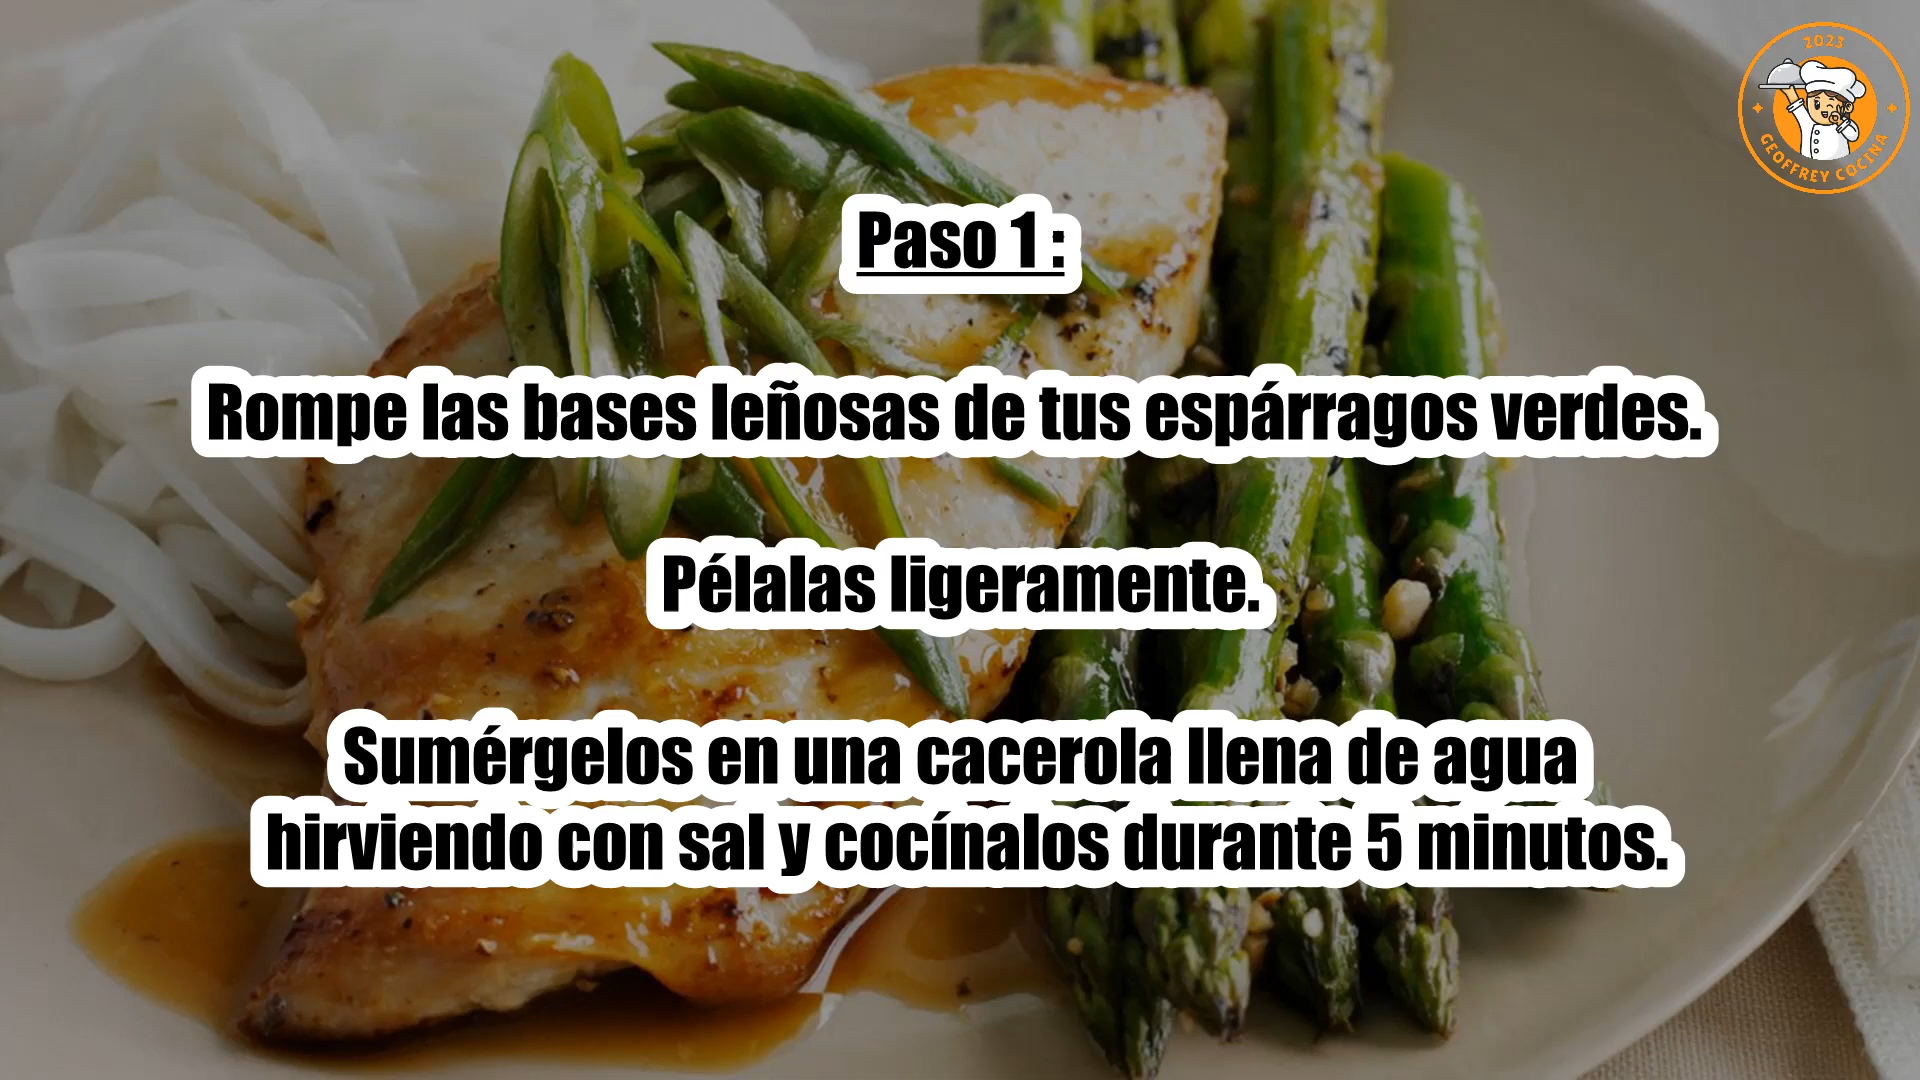 2023
GEOFFREY COCINA
Paso 1 :
Rompe las bases leñosas de tus espárragos verdes.
Pélalas ligeramente.
Sumérgelos en una cacerola llena de agua
hirviendo con sal y cocínalos durante 5 minutos.